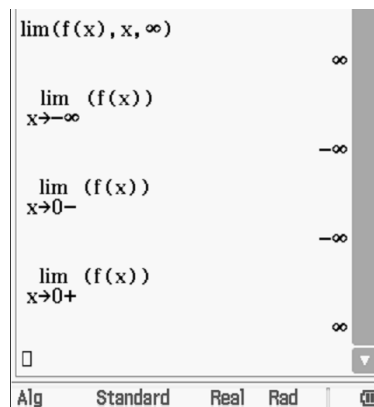 lim(f(x),x,∞)
∞
lim (f(x))
x→−∞
−∞
lim (f(x))
x→0−
−∞
lim (f(x))
x→0+
∞
Alg Standard Real Rad